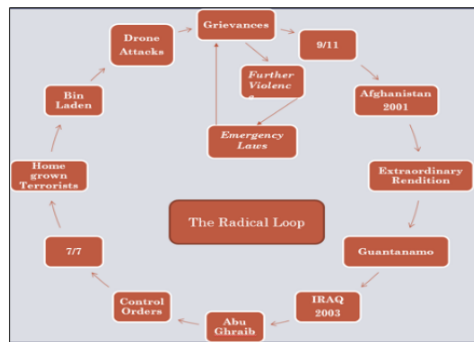 Grievances
9/11
Afghanistan
2001
Extraordinary
Rendition
Guantanamo
IRAQ
2003
Abu
Ghraib
Control
Orders
7/7
Home
grown
Terrorists
Bin
Laden
Drone
Attacks
Further
Violenc
e
Emergency
Laws
The Radical Loop